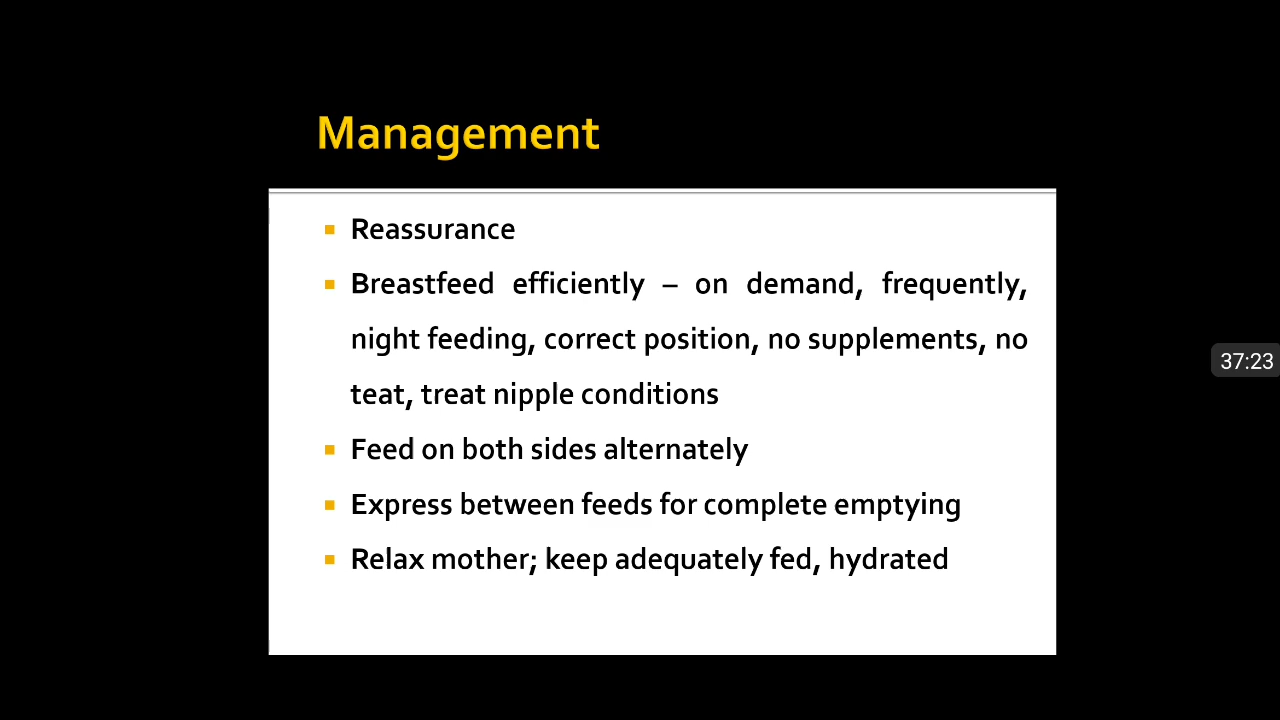 Management
Reassurance
Breastfeed efficiently – on demand, frequently,
night feeding, correct position, no supplements, no
teat, treat nipple conditions
Feed on both sides alternately
Express between feeds for complete emptying
Relax mother; keep adequately fed, hydrated
37:23